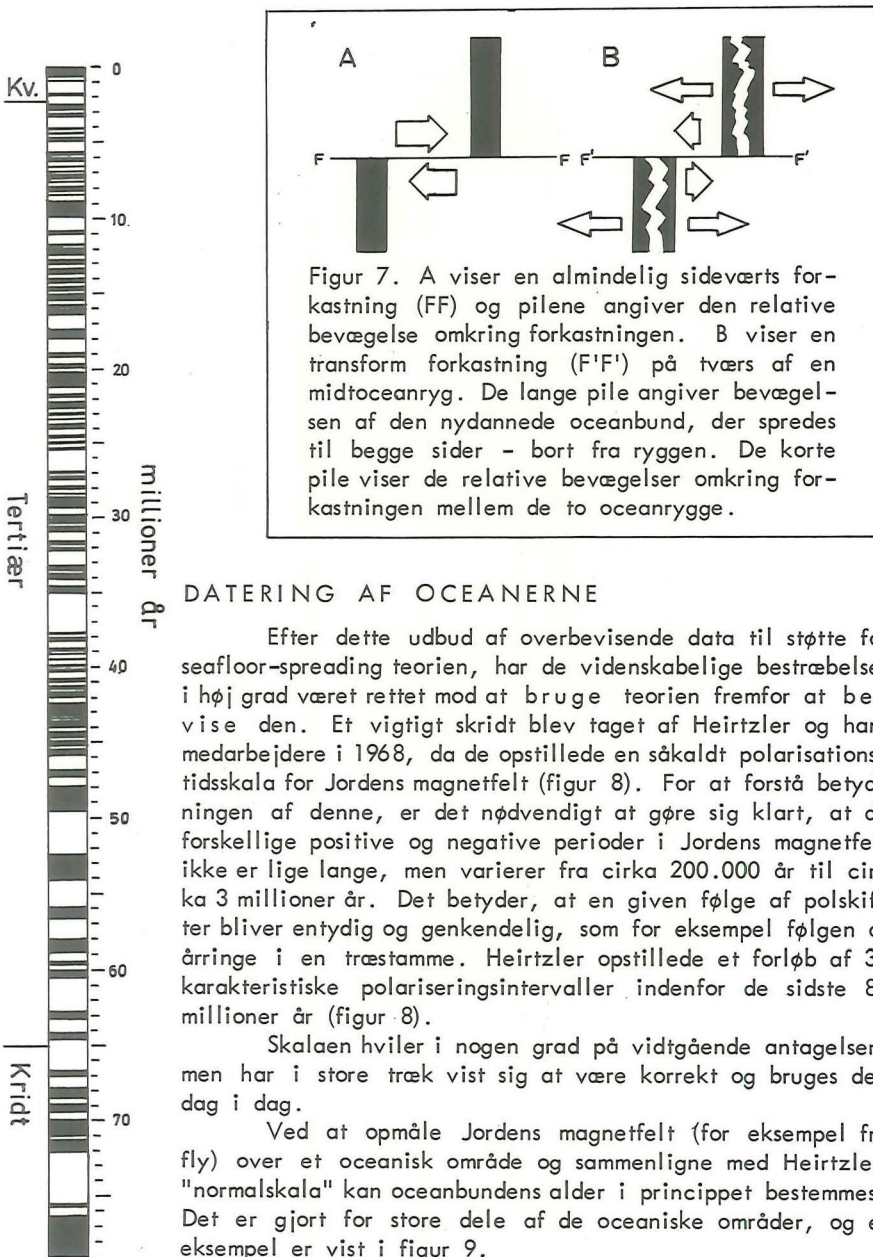 Kv.
Tertiær
Kridt
0
10
20
30
40
50
60
70
millioner år
A
B
F
F
F'
F'
Figur 7. A viser en almindelig sideværts for-
kastning (FF) og pilene angiver den relative
bevægelse omkring forkastningen. B viser en
transform forkastning (F'F') på tværs af en
midtoceanryg. De lange pile angiver bevægel-
sen af den nydannede oceanbund, der spredes
til begge sider - bort fra ryggen. De korte
pile viser de relative bevægelser omkring for-
kastningen mellem de to oceanrygge.
DATERING AF OCEANERNE
Efter dette udbud af overbevisende data til støtte
seafloor-spreading teorien, har de videnskabelige bestræbelse
i høj grad været rettet mod at bruge teorien fremfor at be
vise den. Et vigtigt skridt blev taget af Heirtzler og
medarbejdere i 1968, da de opstillede en såkaldt polarisations
tidsskala for Jordens magnetfelt (figur 8). For at forstå
ningen af denne, er det nødvendigt at gøre sig klart, at
forskellige positive og negative perioder i Jordens
ikke er lige lange, men varierer fra cirka 200.000 år til cir
ka 3 millioner år. Det betyder, at en given følge af
ter bliver entydig og genkendelig, som for eksempel følgen
årringe i en træstamme. Heirtzler opstillede et forløb af
karakteristiske polariseringsintervaller indenfor de sidste
millioner år (figur 8).
Skalaen hviler i nogen grad på vidtgående antagelser
men har i store træk vist sig at være korrekt og bruges
dag i dag.
Ved at opmåle Jordens magnetfelt (for eksempel
fly) over et oceanisk område og sammenligne med Heirtzler
"normalskala" kan oceanbundens alder i princippet bestemmes
Det er gjort for store dele af de oceaniske områder, og
eksempel er vist i figur 9.